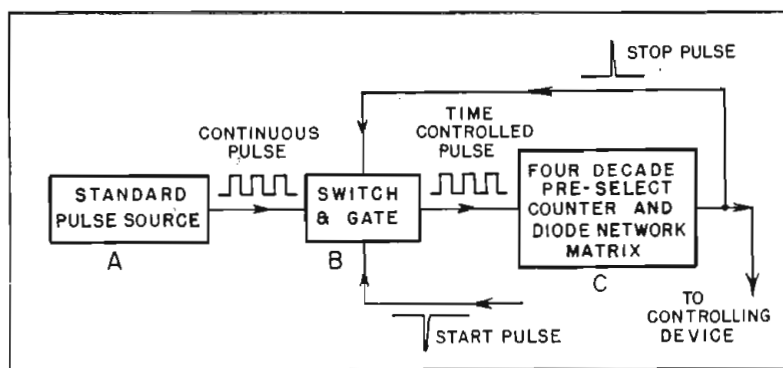 STOP PULSE
CONTINUOUS
PULSE
TIME
CONTROLLED
PULSE
STANDARD
PULSE SOURCE
A
SWITCH
& GATE
B
FOUR DECADE
PRE-SELECT
COUNTER AND
DIODE NETWORK
MATRIX
C
START PULSE
TO
CONTROLLING
DEVICE